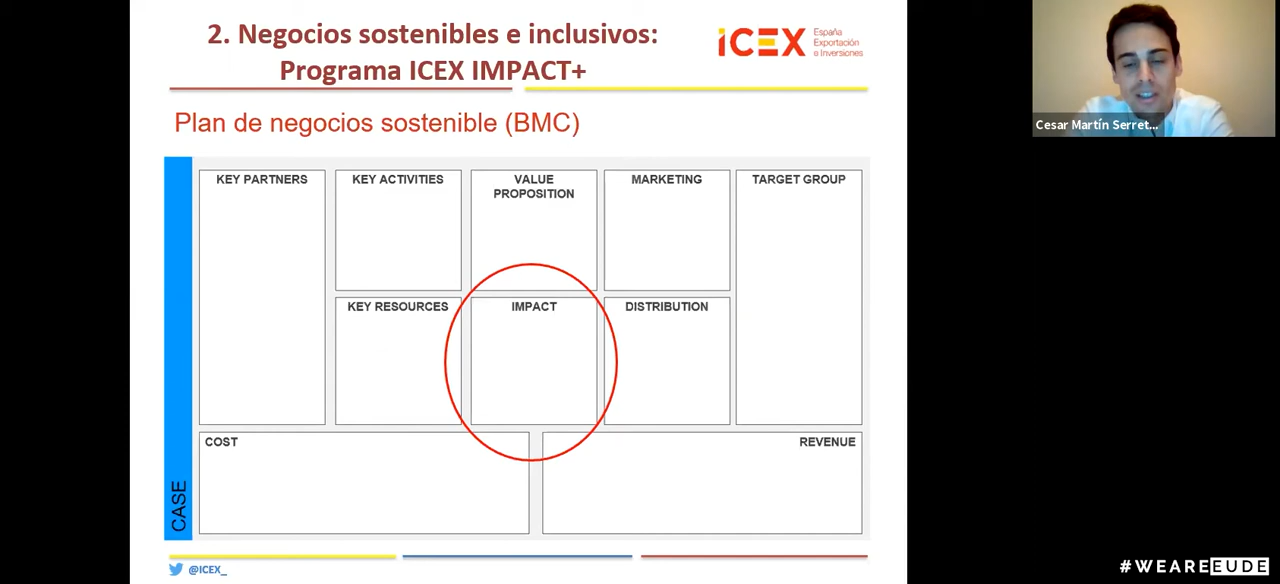 2. Negocios sostenibles e inclusivos:
Programa ICEX IMPACT+
iCEX
España
Exportación
e Inversiones
Cesar Martín Serret...
Plan de negocios sostenible (BMC)
CASE
KEY PARTNERS
KEY ACTIVITIES
VALUE
PROPOSITION
MARKETING
TARGET GROUP
KEY RESOURCES
IMPACT
DISTRIBUTION
COST
REVENUE
@ICEX_
#WEAREEUDE